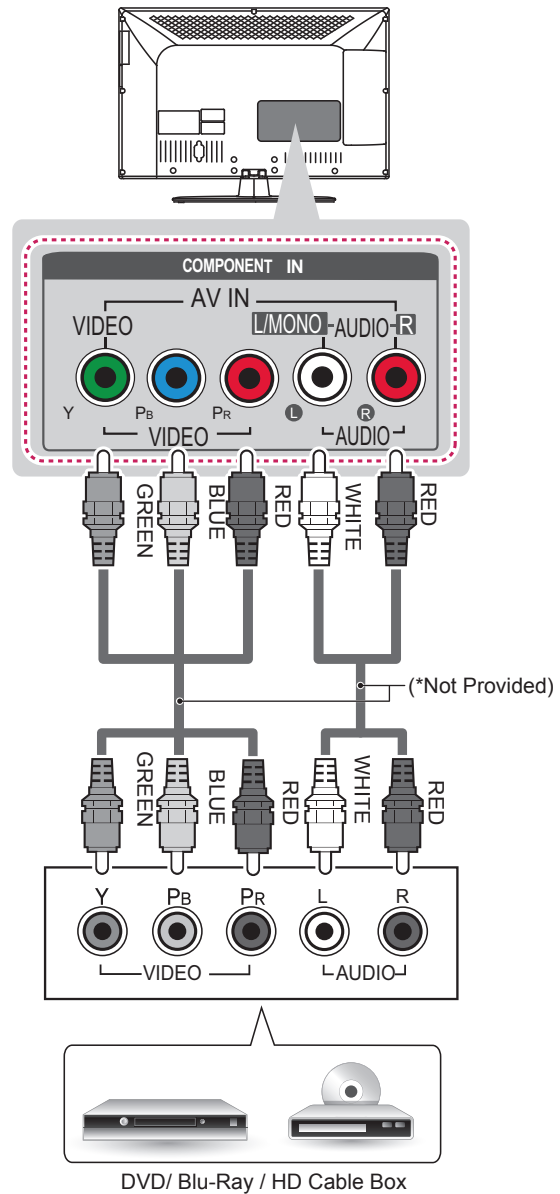 COMPONENT IN
AV IN
VIDEO L/MONO AUDIO R
Y PB PR L R
VIDEO AUDIO
GREEN BLUE RED WHITE RED
(*Not Provided)
GREEN BLUE RED WHITE RED
Y PB PR L R
VIDEO AUDIO
DVD/ Blu-Ray / HD Cable Box